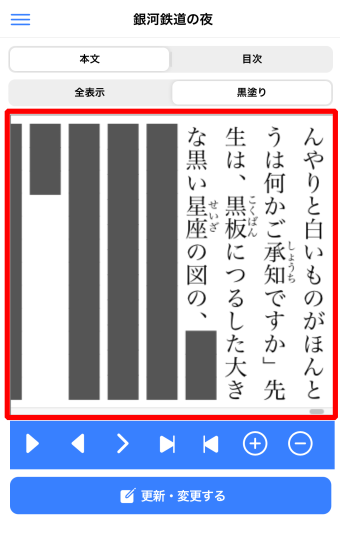 銀河鉄道の夜
本文
目次
全表示
黒塗り
んやりと白いものがほんと
うは何かご承知ですか」先
しょうち
生は、黒板につるした大き
こくばん
な黒い星座の図の、
せいざ
更新・変更する